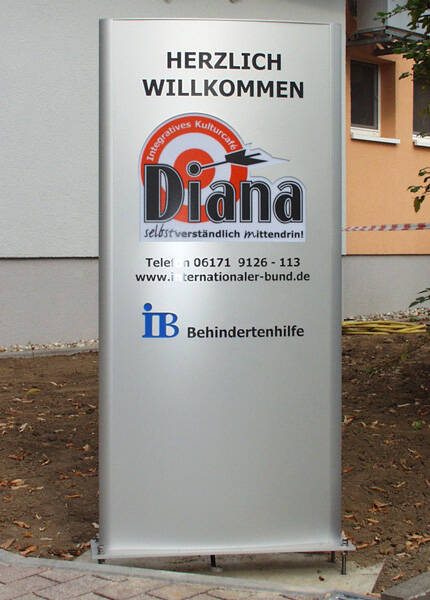 HERZLICH
WILLKOMMEN
Integratives Kulturcafé
Diana
selbstverständlich mittendrin!
Telefon 06171 9126 - 113
www.internationaler-bund.de
iB Behindertenhilfe